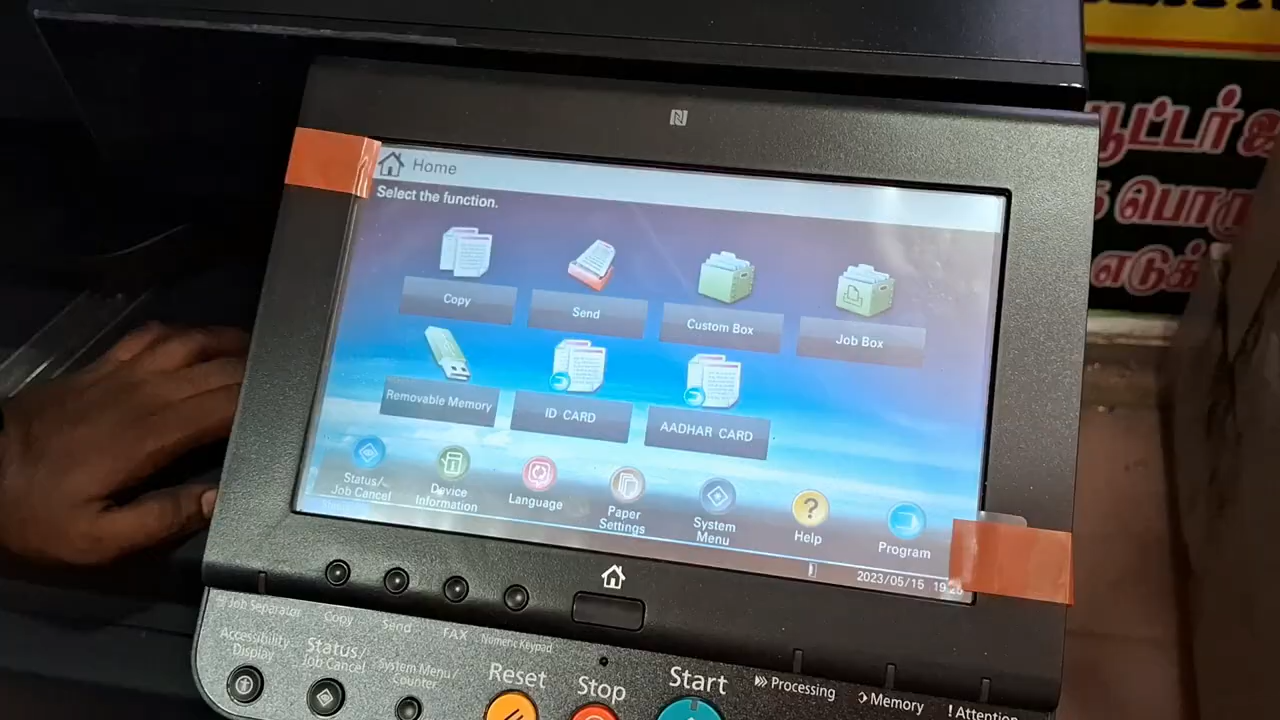 Home
Select the function.
Copy
Send
Custom Box
Job Box
Removable Memory
ID CARD
AADHAR CARD
Status/
Job Cancel
Device
Information
Language
Paper
Settings
System
Menu
Help
Program
2023/05/15
Job Separator
Copy
Send
FAX
Numeric Keypad
Accessibility
Display
Status/
Job Cancel
System Menu/
Counter
Reset
Stop
Start
Processing
Memory
Attention